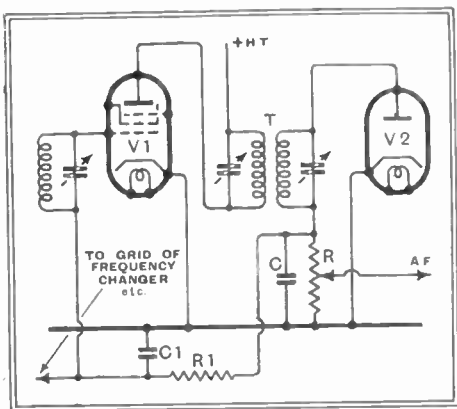 +HT
T
V1
V2
TO GRID OF
FREQUENCY
CHANGER
etc.
C
R
AF
C1
R1